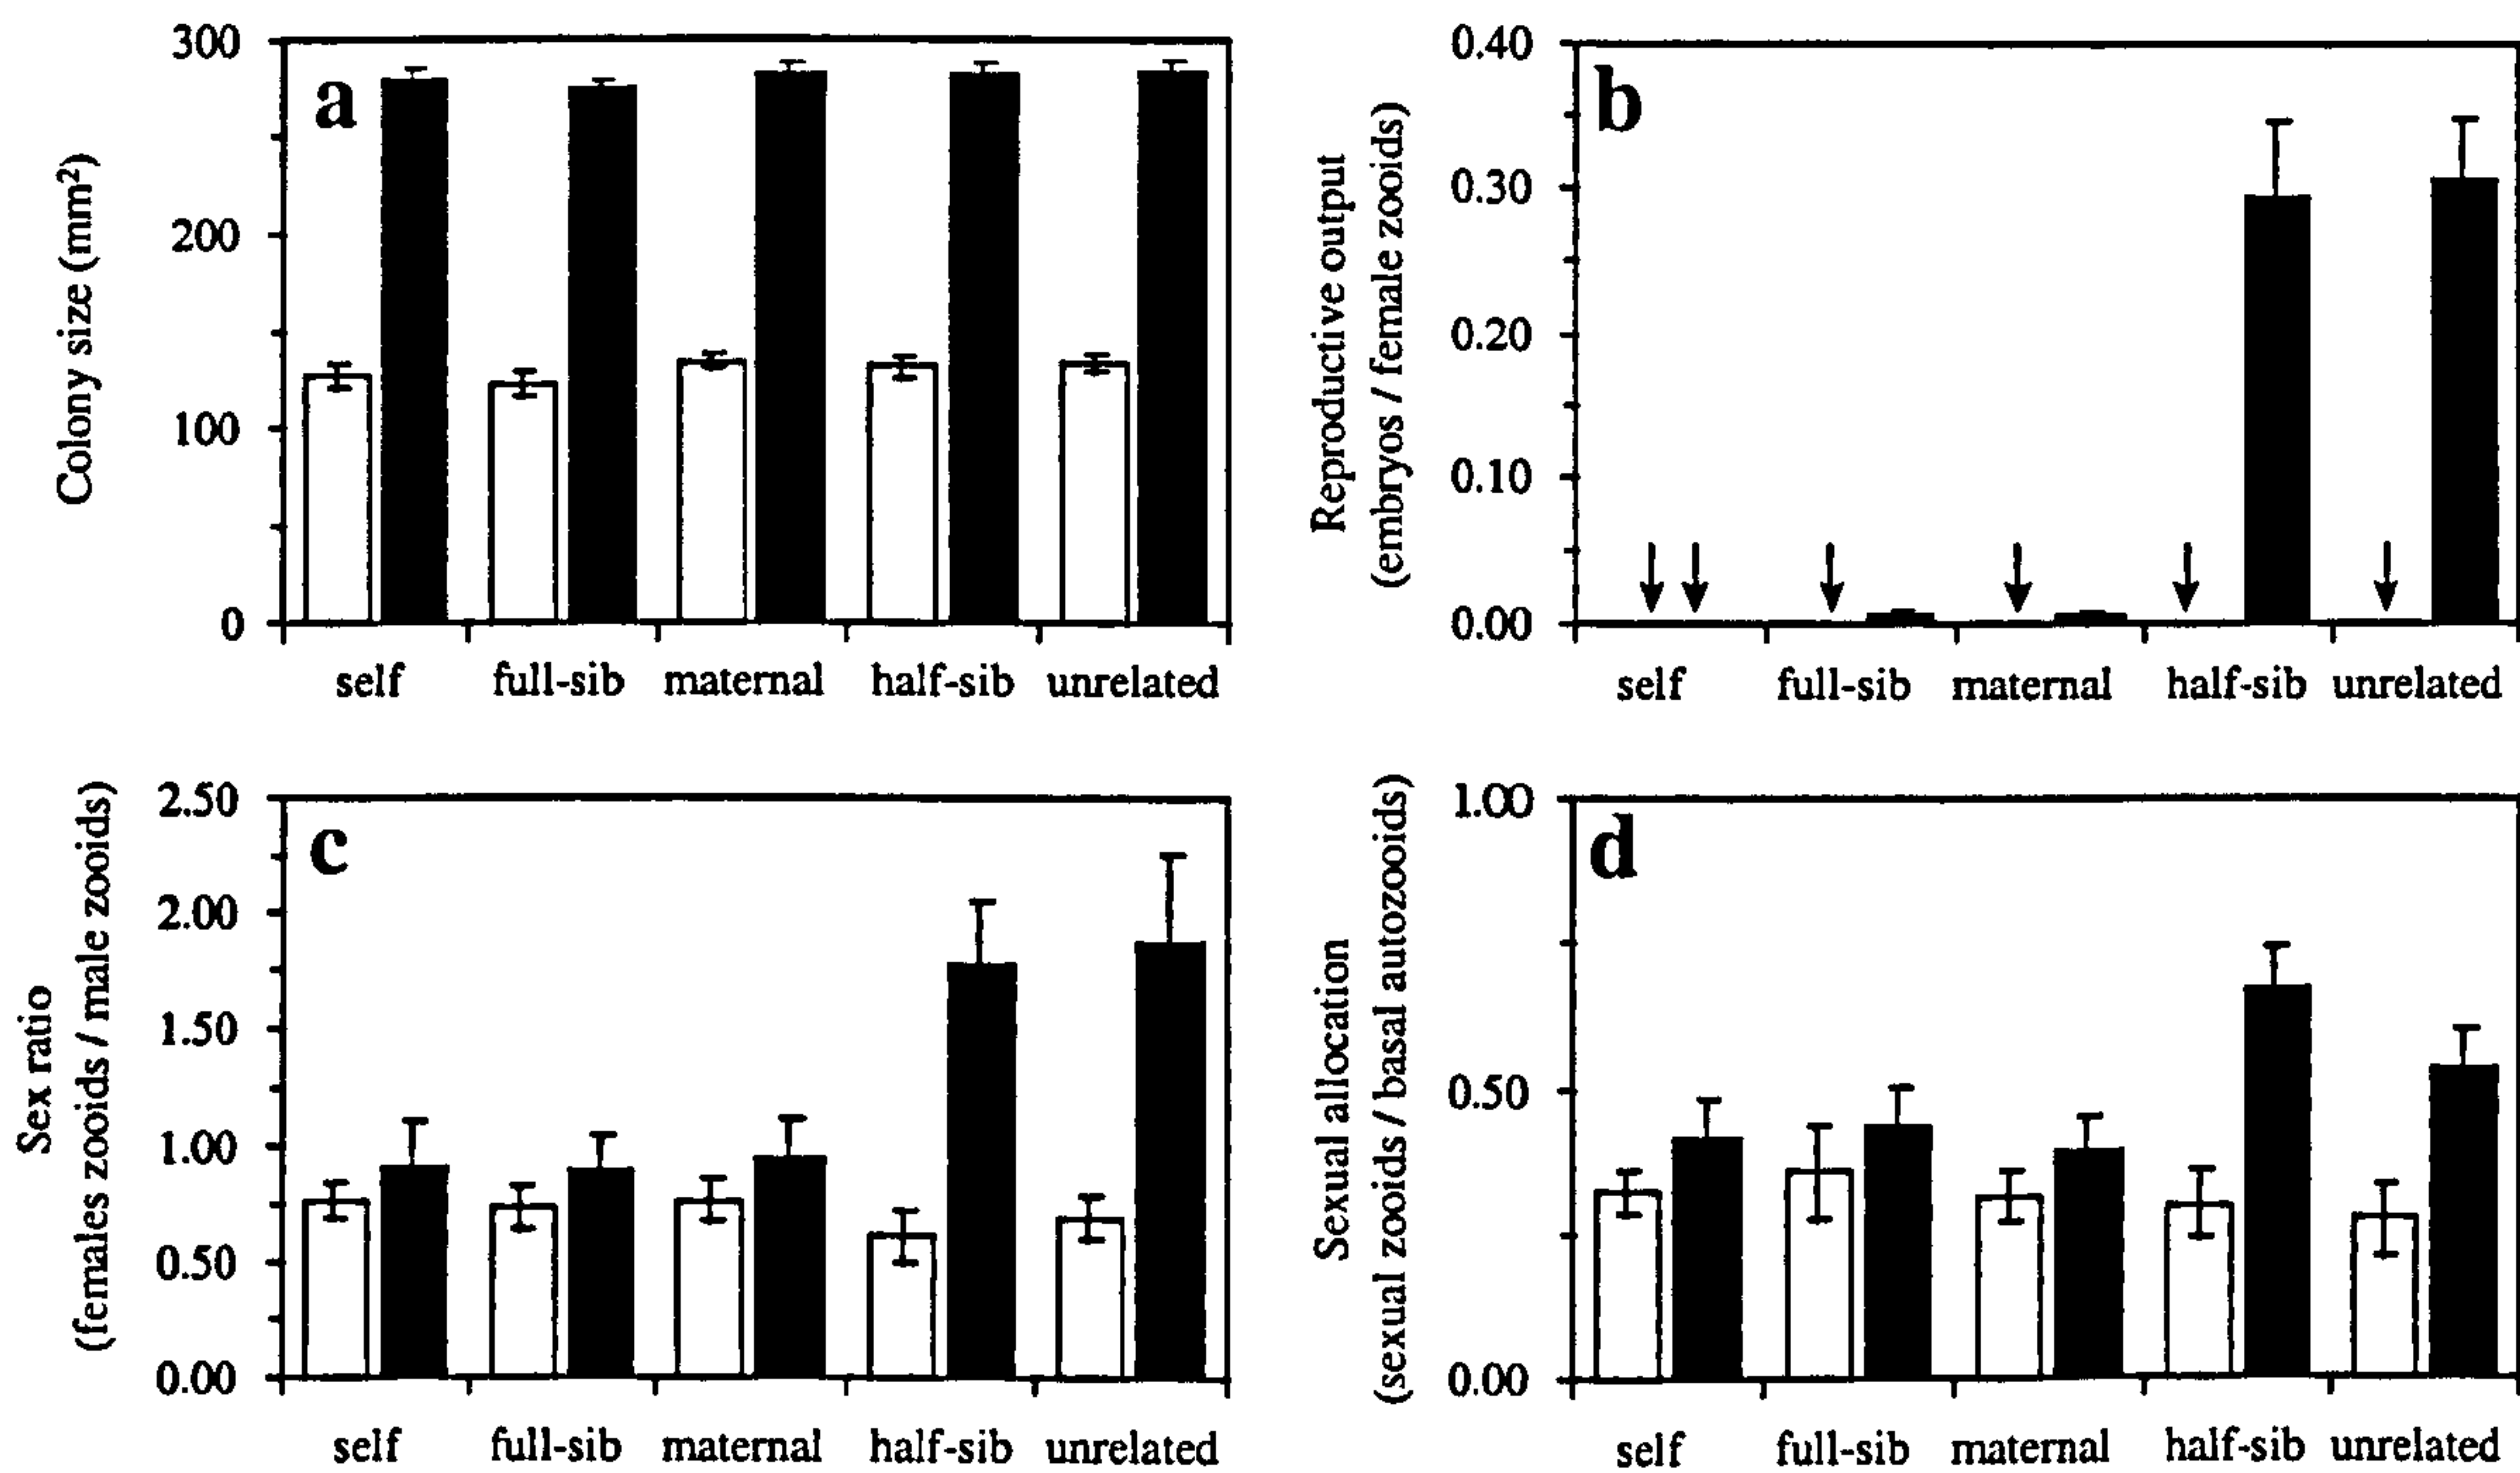 a
Colony size (mm²)
300
200
100
0
self full-sib maternal half-sib unrelated
b
Reproductive output
(embryos / female zooids)
0.40
0.30
0.20
0.10
0.00
self full-sib maternal half-sib unrelated
c
Sex ratio
(females zooids / male zooids)
2.50
2.00
1.50
1.00
0.50
0.00
self full-sib maternal half-sib unrelated
d
Sexual allocation
(sexual zooids / basal autozooids)
1.00
0.50
0.00
self full-sib maternal half-sib unrelated